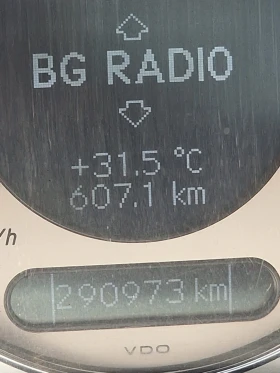 BG RADIO
+31.5 °C
607.1 km
/h
290973 km
VDO